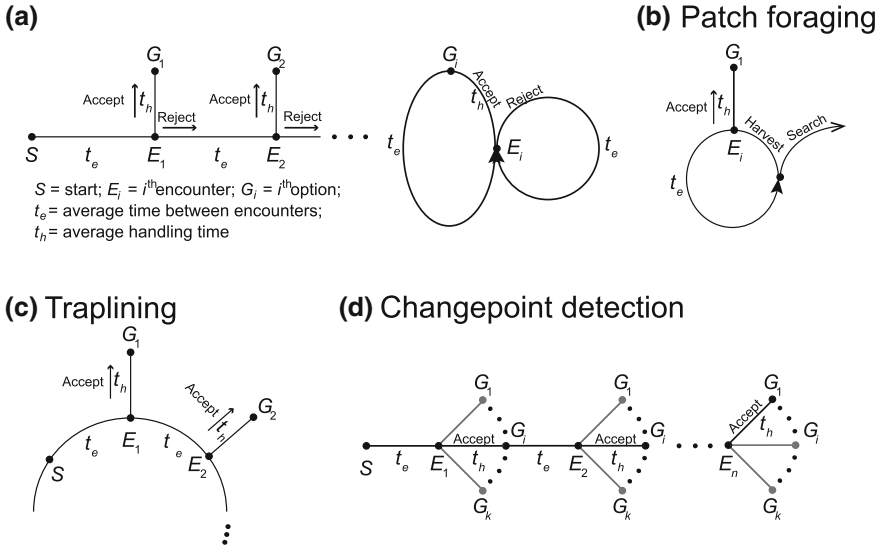 (a)
G1 G2
Accept th Accept th
Reject Reject
S te E1 te E2
S = start; Ei = ith encounter; Gi = ith option;
te = average time between encounters;
th = average handling time
Gi
Accept
th
Reject
te Ei te
(b) Patch foraging
G1
Accept th
Harvest
Search
Ei
te
(c) Traplining
G1
Accept th
Accept
th
G2
te E1 te
S E2
(d) Changepoint detection
G1 G1 G1
Accept
th
Accept Gi Accept Gi Gi
S te E1 th te E2 th En
Gk Gk Gk